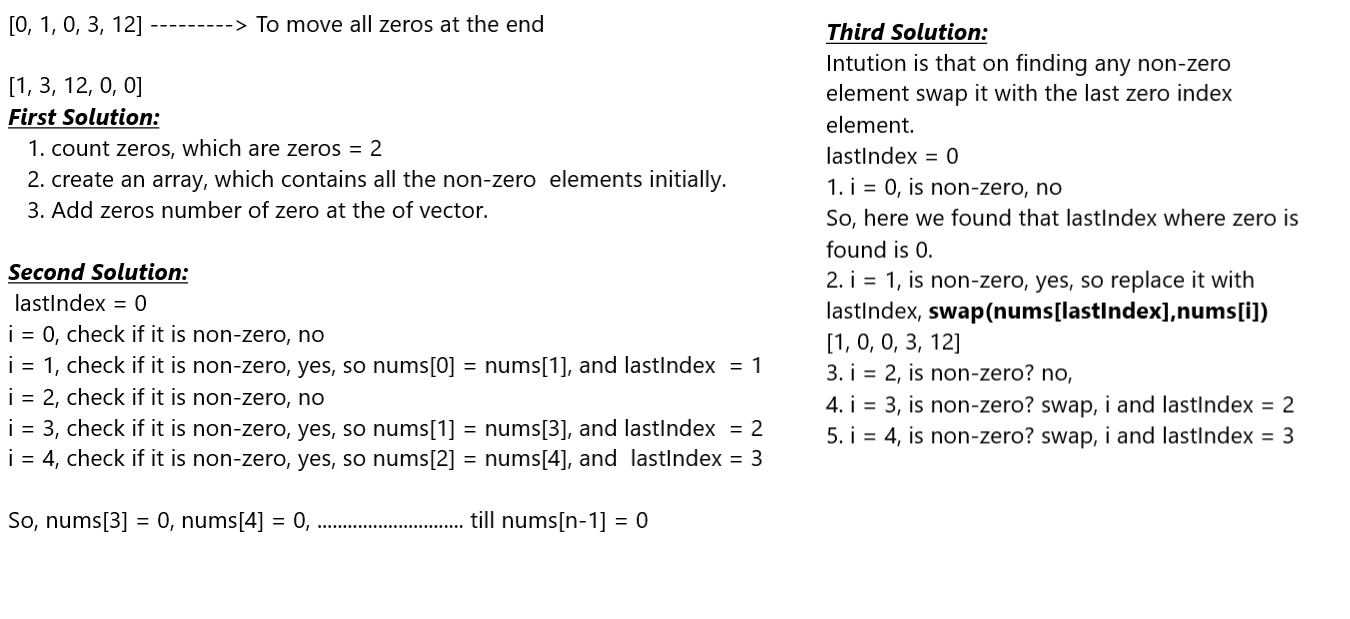 [0, 1, 0, 3, 12] ---------> To move all zeros at the end
[1, 3, 12, 0, 0]
First Solution:
1. count zeros, which are zeros = 2
2. create an array, which contains all the non-zero  elements initially.
3. Add zeros number of zero at the of vector.
Second Solution:
lastIndex = 0
i = 0, check if it is non-zero, no
i = 1, check if it is non-zero, yes, so nums[0] = nums[1], and lastIndex  = 1
i = 2, check if it is non-zero, no
i = 3, check if it is non-zero, yes, so nums[1] = nums[3], and lastIndex  = 2
i = 4, check if it is non-zero, yes, so nums[2] = nums[4], and  lastIndex = 3
So, nums[3] = 0, nums[4] = 0, ............................. till nums[n-1] = 0
Third Solution:
Intution is that on finding any non-zero
element swap it with the last zero index
element.
lastIndex = 0
1. i = 0, is non-zero, no
So, here we found that lastIndex where zero is
found is 0.
2. i = 1, is non-zero, yes, so replace it with
lastIndex, swap(nums[lastIndex],nums[i])
[1, 0, 0, 3, 12]
3. i = 2, is non-zero? no,
4. i = 3, is non-zero? swap, i and lastIndex = 2
5. i = 4, is non-zero? swap, i and lastIndex = 3